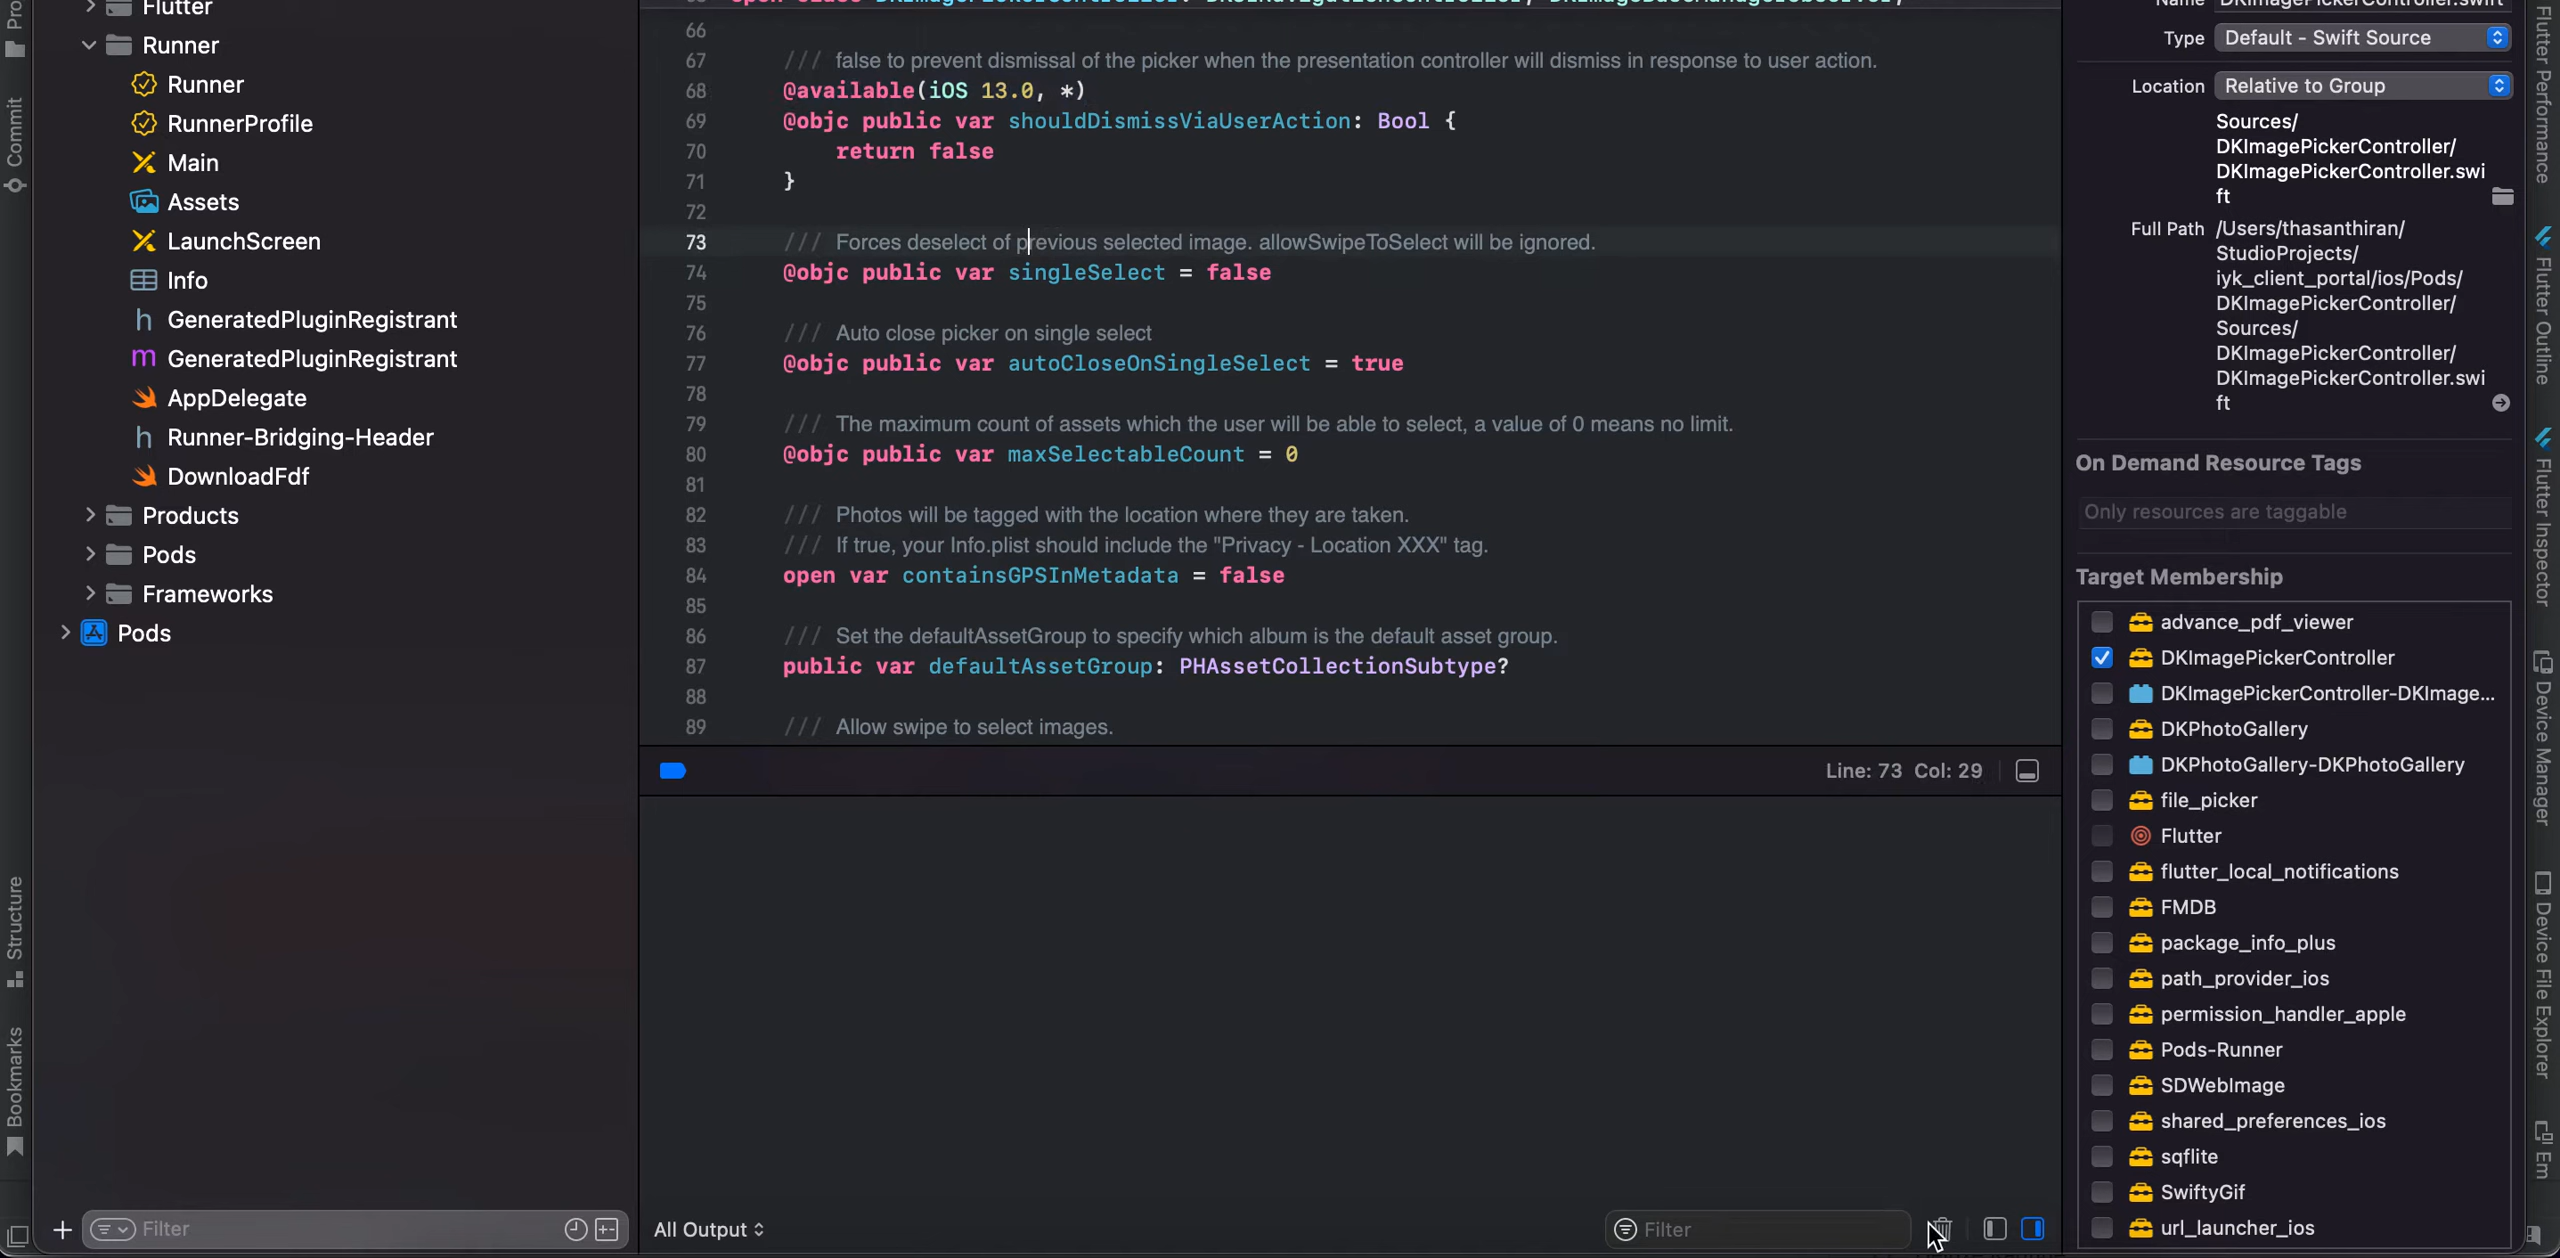 Commit
Structure
Bookmarks
Flutter
Runner
Runner
RunnerProfile
Main
Assets
LaunchScreen
Info
h GeneratedPluginRegistrant
m GeneratedPluginRegistrant
AppDelegate
h Runner-Bridging-Header
DownloadFdf
Products
Pods
Frameworks
Pods
Filter
66
67 /// false to prevent dismissal of the picker when the presentation controller will dismiss in response to user action.
68 @available(iOS 13.0, *)
69 @objc public var shouldDismissViaUserAction: Bool {
70 return false
71 }
72
73 /// Forces deselect of previous selected image. allowSwipeToSelect will be ignored.
74 @objc public var singleSelect = false
75
76 /// Auto close picker on single select
77 @objc public var autoCloseOnSingleSelect = true
78
79 /// The maximum count of assets which the user will be able to select, a value of 0 means no limit.
80 @objc public var maxSelectableCount = 0
81
82 /// Photos will be tagged with the location where they are taken.
83 /// If true, your Info.plist should include the "Privacy - Location XXX" tag.
84 open var containsGPSInMetadata = false
85
86 /// Set the defaultAssetGroup to specify which album is the default asset group.
87 public var defaultAssetGroup: PHAssetCollectionSubtype?
88
89 /// Allow swipe to select images.
Line: 73 Col: 29
All Output
Filter
Type Default - Swift Source
Location Relative to Group
Sources/
DKImagePickerController/
DKImagePickerController.swi
ft
Full Path /Users/thasanthiran/
StudioProjects/
iyk_client_portal/ios/Pods/
DKImagePickerController/
Sources/
DKImagePickerController/
DKImagePickerController.swi
ft
On Demand Resource Tags
Only resources are taggable
Target Membership
advance_pdf_viewer
DKImagePickerController
DKImagePickerController-DKImage...
DKPhotoGallery
DKPhotoGallery-DKPhotoGallery
file_picker
Flutter
flutter_local_notifications
FMDB
package_info_plus
path_provider_ios
permission_handler_apple
Pods-Runner
SDWebImage
shared_preferences_ios
sqflite
SwiftyGif
url_launcher_ios
Flutter Performance
Flutter Outline
Flutter Inspector
Device Manager
Device File Explorer
Em